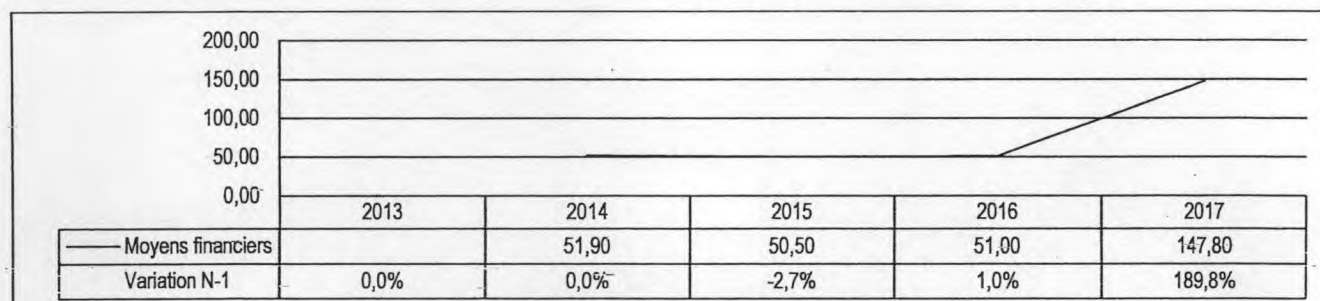 200,00
150,00
100,00
50,00
0,00
2013 2014 2015 2016 2017
Moyens financiers 51,90 50,50 51,00 147,80
Variation N-1 0,0% 0,0% -2,7% 1,0% 189,8%